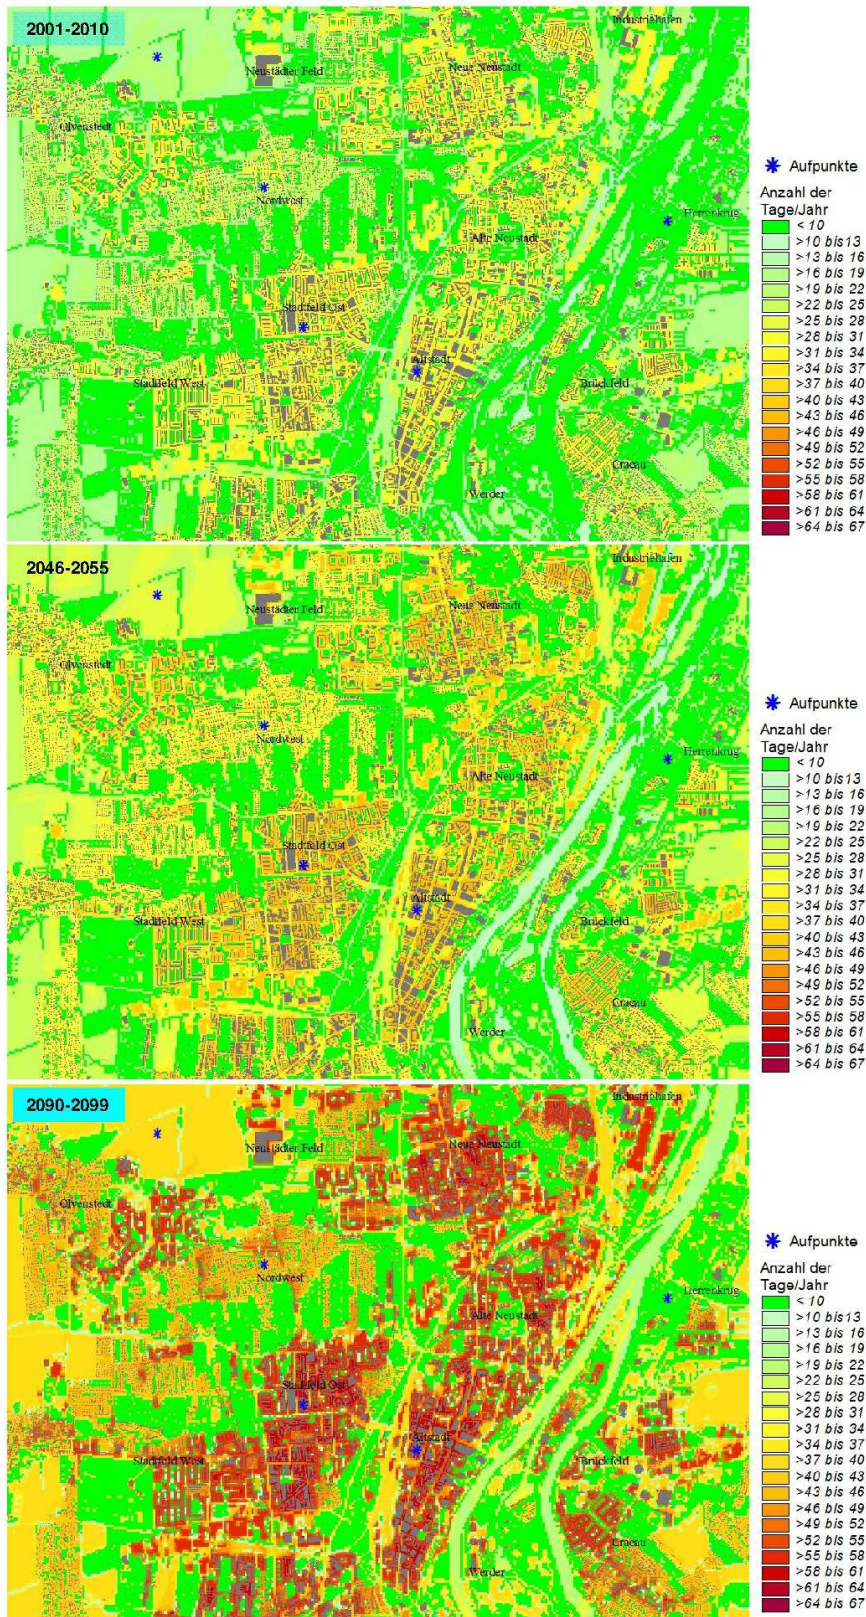 2001-2010
Industriehafen
Neustädter Feld
Neue Neustadt
Olvenstedt
Nordwest
Herrenkrug
Alte Neustadt
Stadtfeld Ost
Altstadt
Stadtfeld West
Brückfeld
Cracau
Werder
Aufpunkte
Anzahl der
Tage/Jahr
< 10
>10 bis13
>13 bis 16
>16 bis 19
>19 bis 22
>22 bis 25
>25 bis 28
>28 bis 31
>31 bis 34
>34 bis 37
>37 bis 40
>40 bis 43
>43 bis 46
>46 bis 49
>49 bis 52
>52 bis 55
>55 bis 58
>58 bis 61
>61 bis 64
>64 bis 67
2046-2055
Industriehafen
Neustädter Feld
Neue Neustadt
Olvenstedt
Nordwest
Herrenkrug
Alte Neustadt
Stadtfeld Ost
Altstadt
Stadtfeld West
Brückfeld
Cracau
Werder
Aufpunkte
Anzahl der
Tage/Jahr
< 10
>10 bis13
>13 bis 16
>16 bis 19
>19 bis 22
>22 bis 25
>25 bis 28
>28 bis 31
>31 bis 34
>34 bis 37
>37 bis 40
>40 bis 43
>43 bis 46
>46 bis 49
>49 bis 52
>52 bis 55
>55 bis 58
>58 bis 61
>61 bis 64
>64 bis 67
2090-2099
Industriehafen
Neustädter Feld
Neue Neustadt
Olvenstedt
Nordwest
Herrenkrug
Alte Neustadt
Stadtfeld Ost
Altstadt
Stadtfeld West
Brückfeld
Cracau
Werder
Aufpunkte
Anzahl der
Tage/Jahr
< 10
>10 bis13
>13 bis 16
>16 bis 19
>19 bis 22
>22 bis 25
>25 bis 28
>28 bis 31
>31 bis 34
>34 bis 37
>37 bis 40
>40 bis 43
>43 bis 46
>46 bis 49
>49 bis 52
>52 bis 55
>55 bis 58
>58 bis 61
>61 bis 64
>64 bis 67